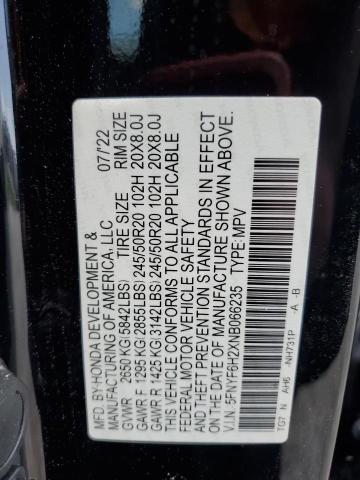 MFD. BY-HONDA DEVELOPMENT & 07/'22
MANUFACTURING OF AMERICA, LLC
GVWR 2650 KG(5842LBS) TIRE SIZE RIM SIZE
GAWR F 1295 KG(2855LBS) 245/50R20 102H 20X8.0J
GAWR R 1425 KG(3142LBS) 245/50R20 102H 20X8.0J
THIS VEHICLE CONFORMS TO ALL APPLICABLE
FEDERAL MOTOR VEHICLE SAFETY
AND THEFT PREVENTION STANDARDS IN EFFECT
ON THE DATE OF MANUFACTURE SHOWN ABOVE.
V.I.N. 5FNYF6H2XNB066235 TYPE:MPV
TG7 N AH6 -NH731P -A -B